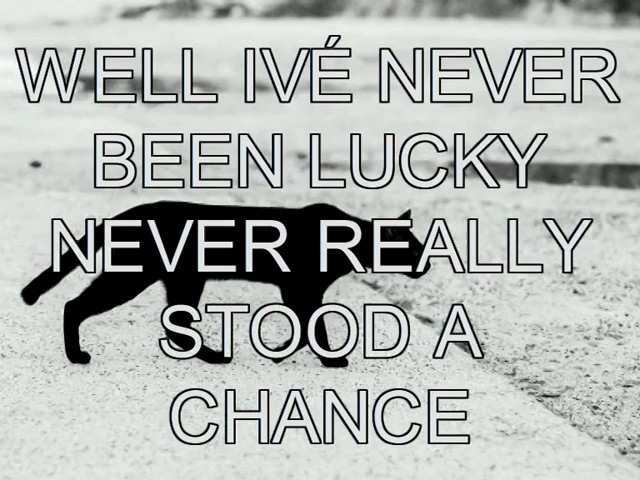 WELL IVÉ NEVER
BEEN LUCKY
NEVER REALLY
STOOD A
CHANCE